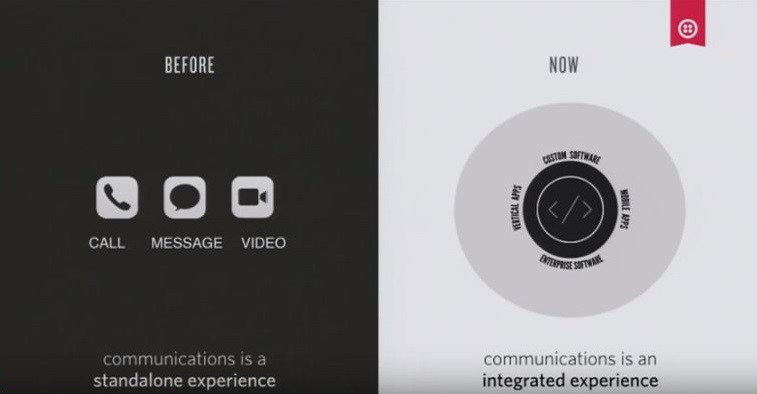 BEFORE
CALL MESSAGE VIDEO
communications is a
standalone experience
NOW
CUSTOM SOFTWARE
VERTICAL APPS
MOBILE APPS
ENTERPRISE SOFTWARE
communications is an
integrated experience